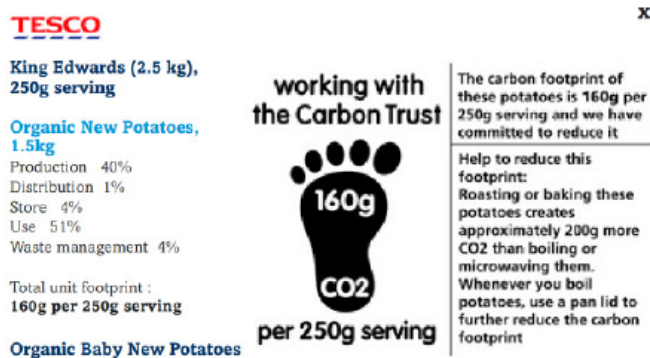 TESCO
x
King Edwards (2.5 kg),
250g serving
Organic New Potatoes,
1.5kg
Production 40%
Distribution 1%
Store 4%
Use 51%
Waste management 4%
Total unit footprint :
160g per 250g serving
Organic Baby New Potatoes
working with
the Carbon Trust
160g
CO2
per 250g serving
The carbon footprint of
these potatoes is 160g per
250g serving and we have
committed to reduce it
Help to reduce this
footprint:
Roasting or baking these
potatoes creates
approximately 200g more
CO2 than boiling or
microwaving them.
Whenever you boil
potatoes, use a pan lid to
further reduce the carbon
footprint